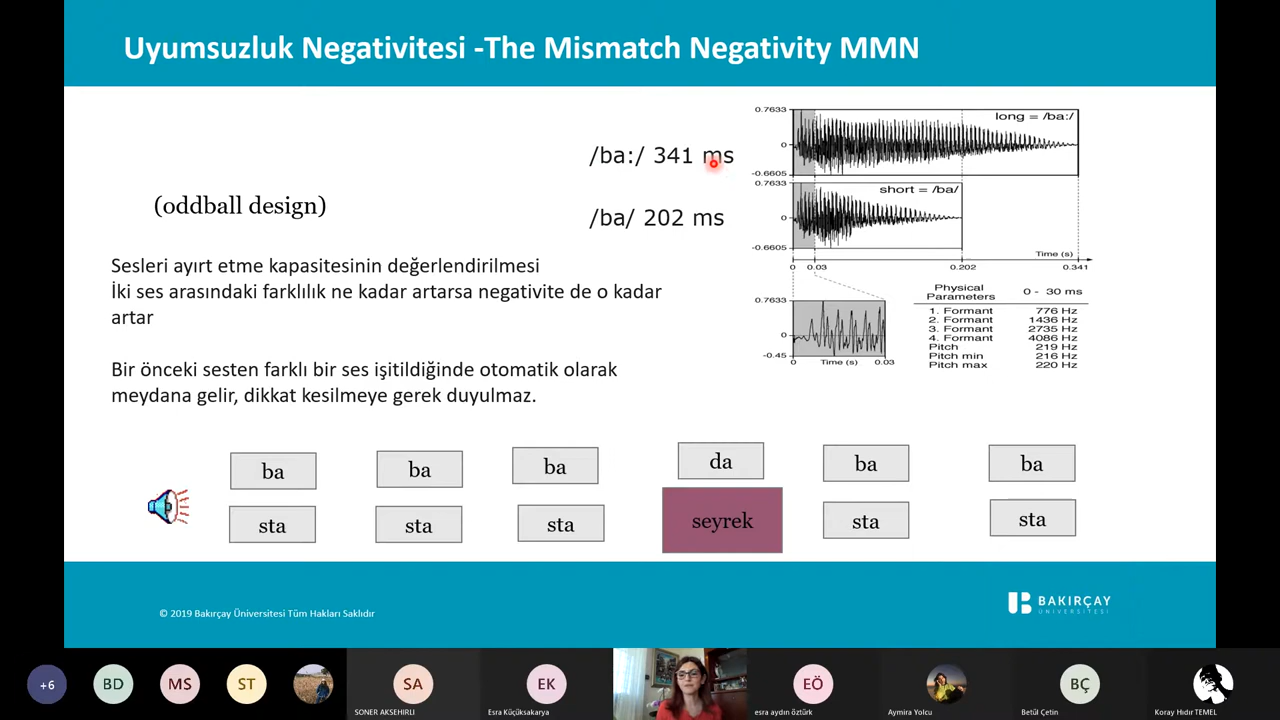 Uyumsuzluk Negativitesi -The Mismatch Negativity MMN
/ba:/ 341 ms
(oddball design)
/ba/ 202 ms
Sesleri ayırt etme kapasitesinin değerlendirilmesi
İki ses arasındaki farklılık ne kadar artarsa negativite de o kadar
artar
Bir önceki sesten farklı bir ses işitildiğinde otomatik olarak
meydana gelir, dikkat kesilmeye gerek duyulmaz.
0.7633
long = /ba:/
0
-0.6605
0.7633
short = /ba/
0
-0.6605
Time (s)
0 0.03 0.202 0.341
0.7633
0
-0.45
0 Time (s) 0.03
Physical
Parameters 0 - 30 ms
1. Formant 776 Hz
2. Formant 1436 Hz
3. Formant 2735 Hz
4. Formant 4086 Hz
Pitch 219 Hz
Pitch min 216 Hz
Pitch max 220 Hz
ba ba ba da ba ba
sta sta sta seyrek sta sta
© 2019 Bakırçay Üniversitesi Tüm Hakları Saklıdır
BAKIRÇAY
ÜNİVERSİTESİ
+6 BD MS ST SA EK EÖ BÇ
SONER AKSEHIRLI Esra Küçüksakarya esra aydın öztürk Aymira Yolcu Betül Çetin Koray Hıdır TEMEL